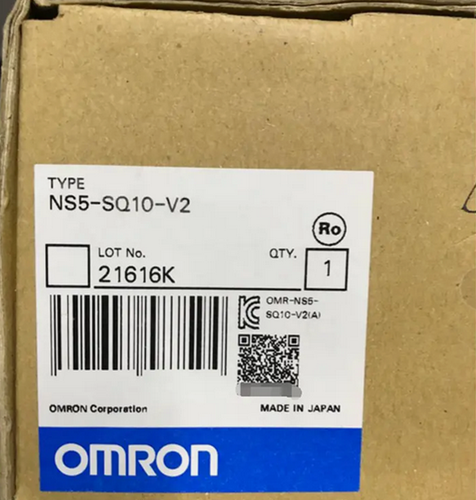 TYPE
NS5-SQ10-V2
Ro
LOT No.
21616K
QTY.
1
OMR-NS5-
SQ10-V2(A)
OMRON Corporation
MADE IN JAPAN
OMRON